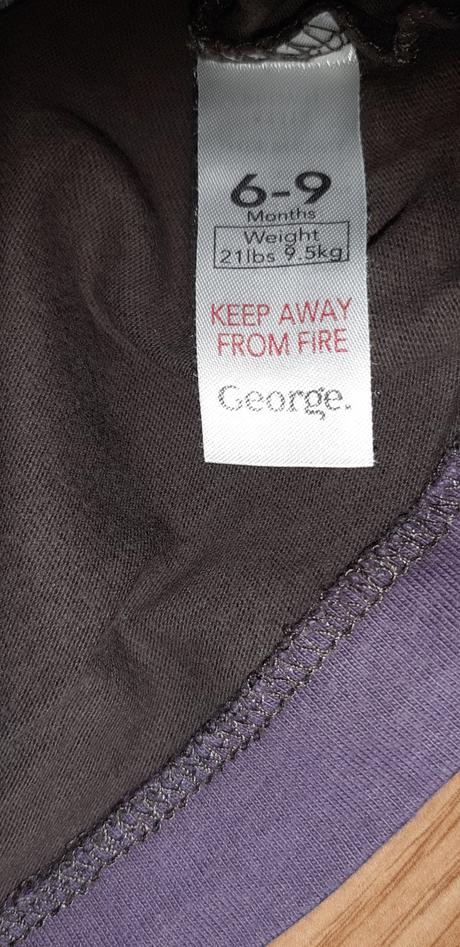 6-9
Months
Weight
21lbs 9.5kg
KEEP AWAY
FROM FIRE
George.